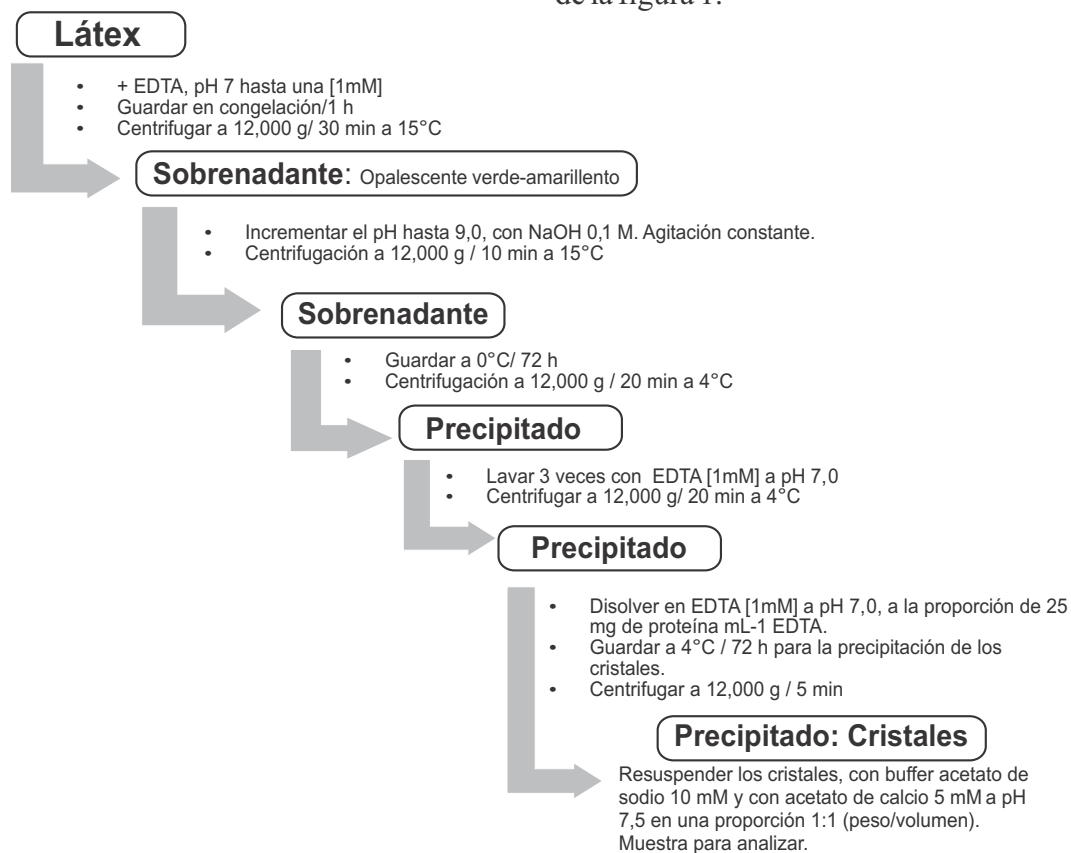 de la figura 1.
Látex
• + EDTA, pH 7 hasta una [1mM]
• Guardar en congelación/1 h
• Centrifugar a 12,000 g/ 30 min a 15°C
Sobrenadante: Opalescente verde-amarillento
• Incrementar el pH hasta 9,0, con NaOH 0,1 M. Agitación constante.
• Centrifugación a 12,000 g / 10 min a 15°C
Sobrenadante
• Guardar a 0°C/ 72 h
• Centrifugación a 12,000 g / 20 min a 4°C
Precipitado
• Lavar 3 veces con EDTA [1mM] a pH 7,0
• Centrifugar a 12,000 g/ 20 min a 4°C
Precipitado
• Disolver en EDTA [1mM] a pH 7,0, a la proporción de 25
mg de proteína mL-1 EDTA.
• Guardar a 4°C / 72 h para la precipitación de los
cristales.
• Centrifugar a 12,000 g / 5 min
Precipitado: Cristales
Resuspender los cristales, con buffer acetato de
sodio 10 mM y con acetato de calcio 5 mM a pH
7,5 en una proporción 1:1 (peso/volumen).
Muestra para analizar.